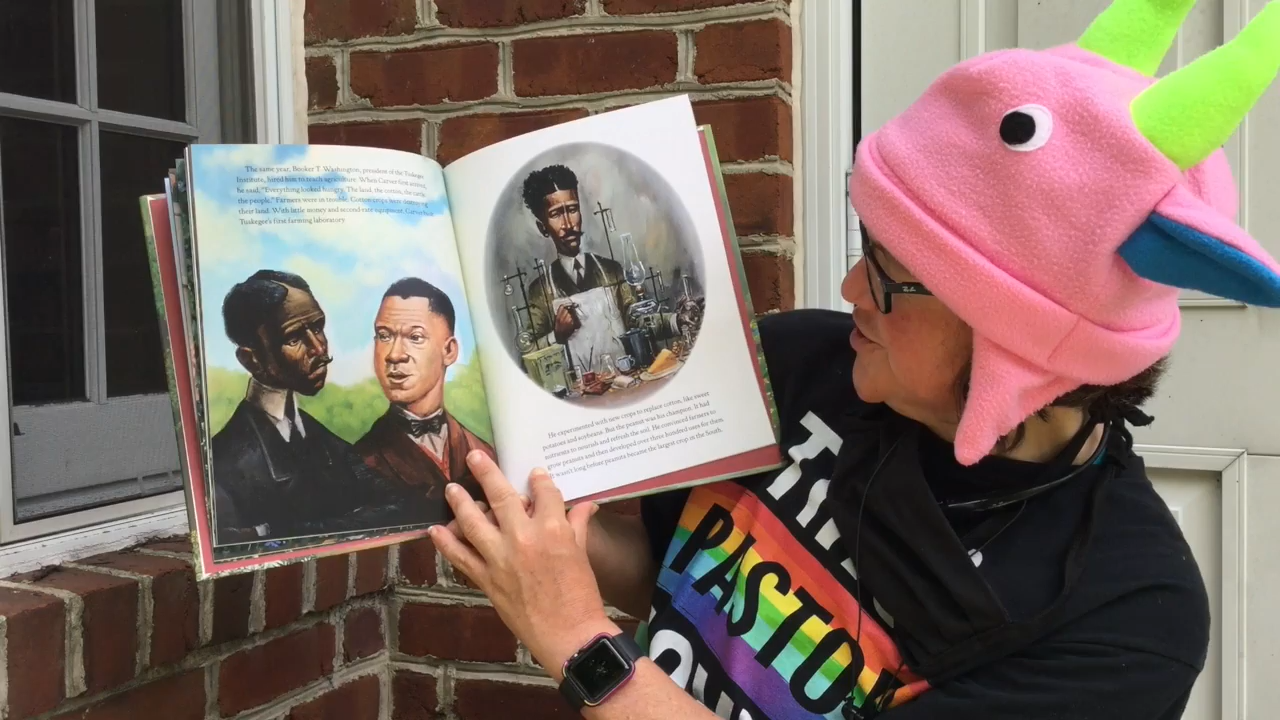 The same year, Booker T. Washington, president of the Tuskegee
Institute, hired him to teach agriculture. When Carver first arrived,
he said, "Everything looked hungry. The land, the cotton, the cattle,
the people." Farmers were in trouble. Cotton crops were
their land. With little money and second-rate equipment, Carver
Tuskegee's first farming laboratory.
He experimented with new crops to replace cotton, like sweet
potatoes and soybeans. But the peanut was his champion. It had
nutrients to nourish and refresh the soil. He convinced farmers to
grow peanuts and then developed over three hundred uses for them.
It wasn't long before peanuts became the largest crop in the South.
PASTO